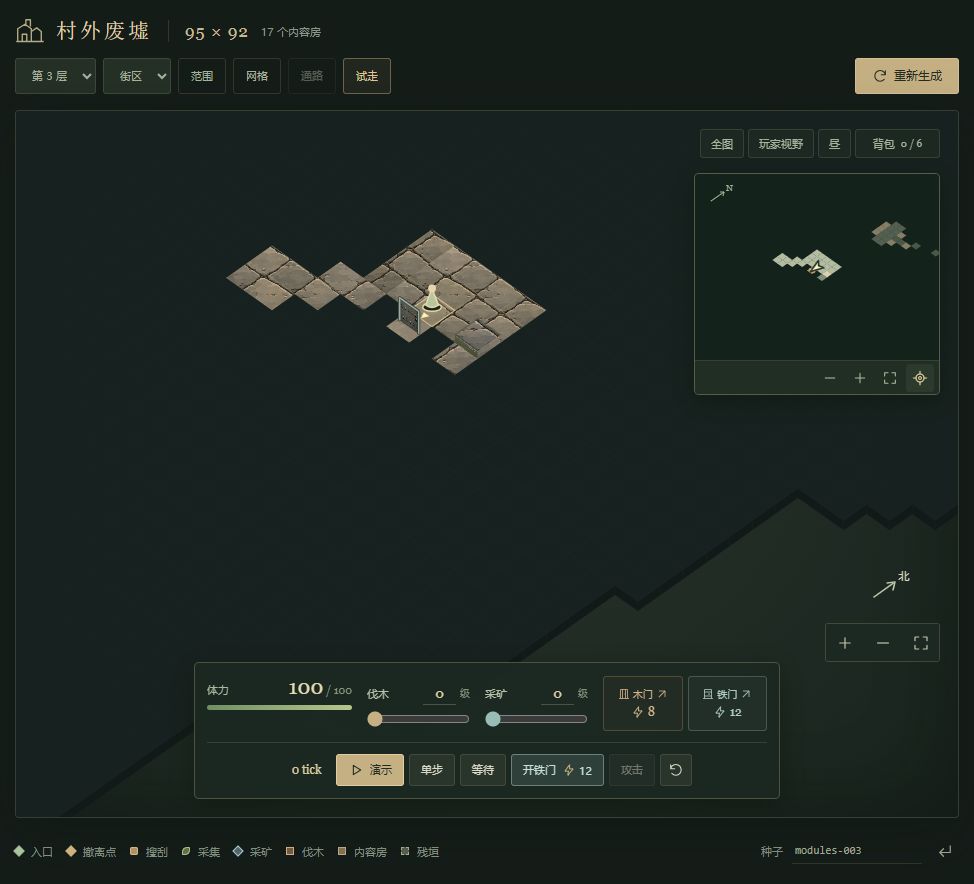 村外废墟 95 × 92 17 个内容房
第 3 层 街区 范围 网格 通路 试走 重新生成
全图 玩家视野 昼 背包 0 / 6
N
北
体力 100 / 100 伐木 0 级 采矿 0 级 木门 8 铁门 12
0 tick 演示 单步 等待 开铁门 12 攻击
入口 撤离点 搜刮 采集 采矿 伐木 内容房 残垣 种子 modules-003